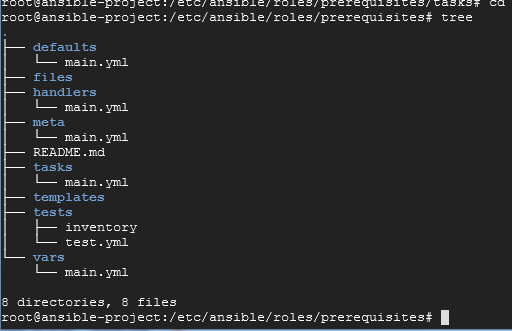 root@ansible-project:/etc/ansible/roles/prerequisites/tasks# cd
root@ansible-project:/etc/ansible/roles/prerequisites# tree
.
├── defaults
│   └── main.yml
├── files
├── handlers
│   └── main.yml
├── meta
│   └── main.yml
├── README.md
├── tasks
│   └── main.yml
├── templates
├── tests
│   ├── inventory
│   └── test.yml
└── vars
    └── main.yml

8 directories, 8 files
root@ansible-project:/etc/ansible/roles/prerequisites#